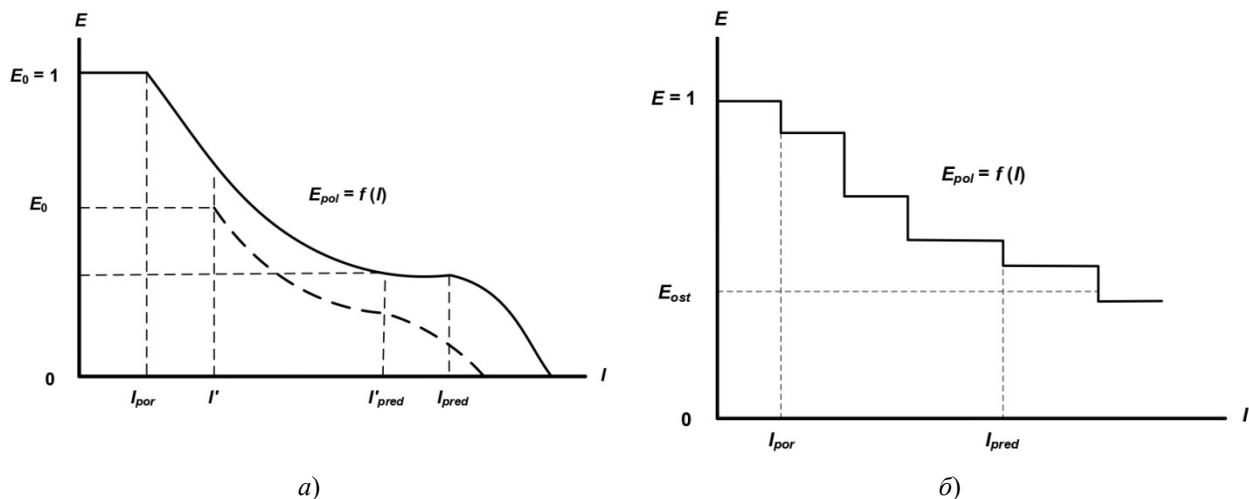 E
E₀ = 1
E_pol = f (I)
E₀
0
I_por
I'
I'_pred
I_pred
I
а)
E
E = 1
E_pol = f (I)
E_ost
0
I_por
I_pred
I
б)